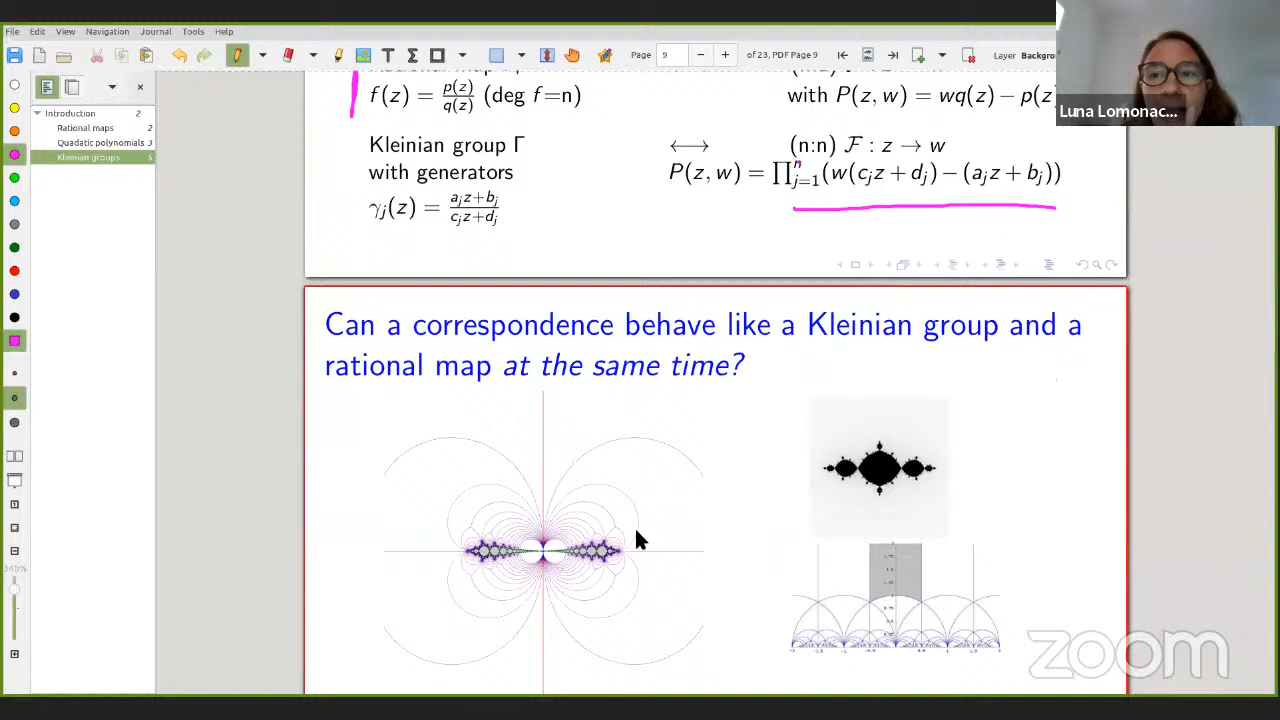 File Edit View Navigation Journal Tools Help
Page 9 of 23, PDF Page 9 Layer Backgro
Luna Lomonac...
Introduction 2
Rational maps 2
Quadatic polynomials 3
Kleinian groups 5
f(z) = p(z)/q(z) (deg f=n)
with P(z, w) = wq(z) − p(z
Kleinian group Γ ⟷ (n:n) F : z → w
with generators P(z, w) = ∏ⁿⱼ₌₁(w(cⱼz + dⱼ) − (aⱼz + bⱼ))
γⱼ(z) = aⱼz+bⱼ/cⱼz+dⱼ
Can a correspondence behave like a Kleinian group and a
rational map at the same time?
340%
zoom